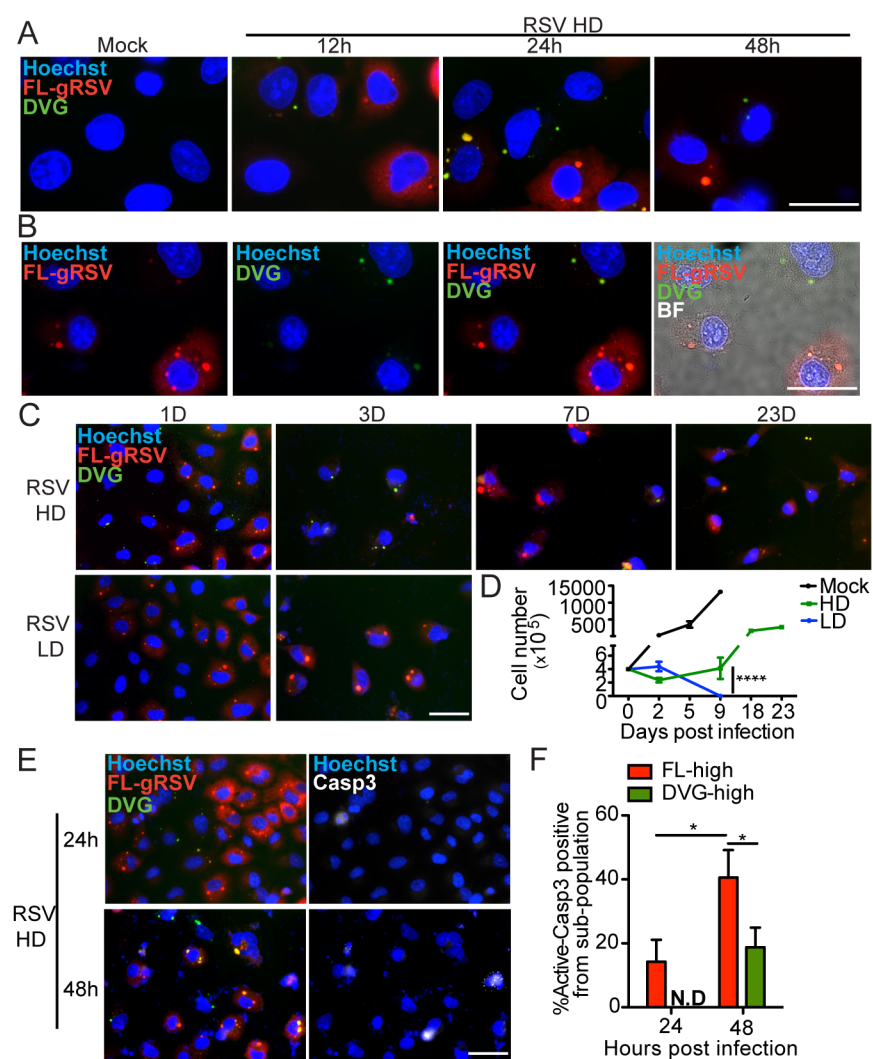 A
Mock
RSV HD
12h
24h
48h
Hoechst
FL-gRSV
DVG
B
Hoechst
FL-gRSV
Hoechst
DVG
Hoechst
FL-gRSV
DVG
Hoechst
FL-gRSV
DVG
BF
C
1D
3D
7D
23D
Hoechst
FL-gRSV
DVG
RSV
HD
RSV
LD
D
Mock
HD
LD
Cell number
(x10^5)
15000
500
4
2
0
****
0
2
5
9
18
23
Days post infection
E
Hoechst
FL-gRSV
DVG
Hoechst
Casp3
24h
RSV
HD
48h
F
FL-high
DVG-high
%Active-Casp3 positive
from sub-population
60
40
20
0
*
*
N.D
24
48
Hours post infection